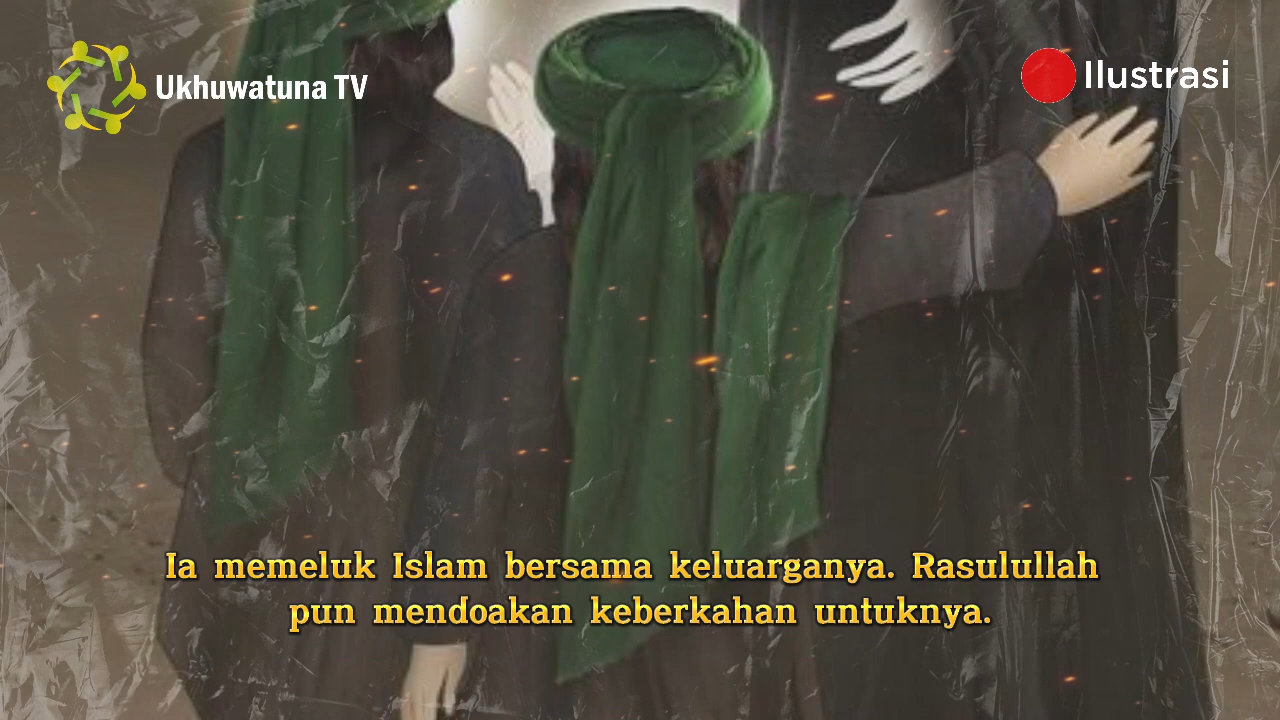 Ukhuwatuna TV
Ilustrasi
Ia memeluk Islam bersama keluarganya. Rasulullah
pun mendoakan keberkahan untuknya.